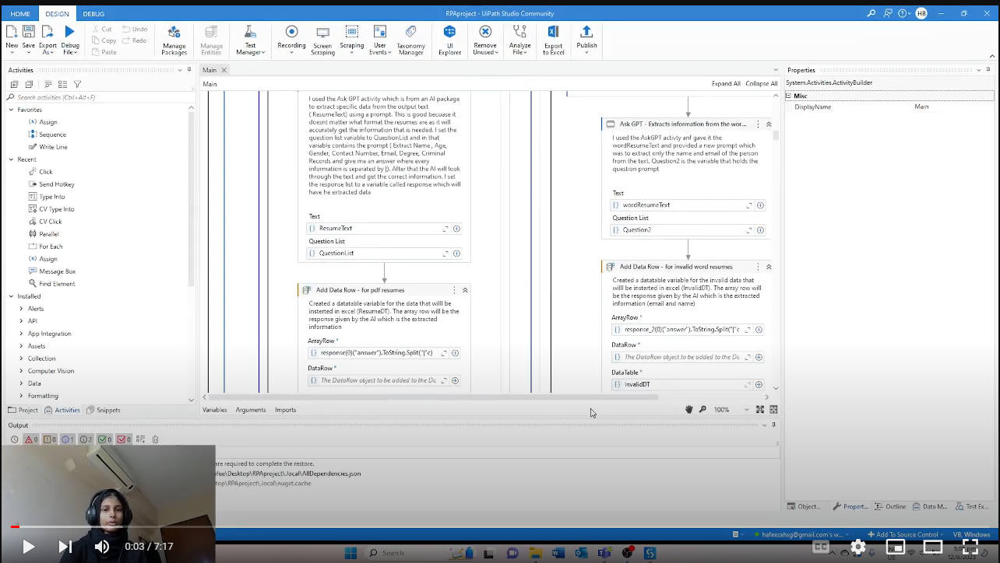 RPAproject - UiPath Studio Community
HOME DESIGN DEBUG HB
New Save Export As Debug File Cut Copy Paste Undo Redo Manage Packages Manage Entities Test Manager Recording Screen Scraping Scraping User Events Taxonomy Manager UI Explorer Remove Unused Analyze File Export to Excel Publish
Activities
Search activities (Ctrl+Alt+F)
Favorites
Assign
Sequence
Write Line
Recent
Click
Send Hotkey
Type Into
CV Type Into
CV Click
Parallel
For Each
Assign
Message Box
Find Element
Installed
Alerts
API
App Integration
Assets
Collection
Computer Vision
Data
Formatting
Project Activities Snippets
Main
Main Expand All Collapse All
I used the Ask GPT activity which is from an AI package
to extract specific data from the output text
( ResumeText) using a prompt. This is good becuase it
doesnt matter what format the resumes are as it will
accurately get the information that is needed. I set the
question list variable to QuestionList and in that
variable contains the prompt ( Extract Name , Age,
Gender, Contact Number, Email, Degree, Criminal
Records and give me an answer where every
information is separated by |). After that the AI will look
through the text and get the correct information. I set
the response list to a variable called response which will
have he extracted data
Text
ResumeText
Question List
QuestionList
Add Data Row - for pdf resumes
Created a datatable variable for the data that willl be
insterted in excel (ResumeDT). The array row will be the
response given by the AI which is the extracted
information
ArrayRow *
response(0)("answer").ToString.Split("|"c)
DataRow *
The DataRow object to be added to the Da
Ask GPT - Extracts information from the wor...
I used the AskGPT activty anf gave it the
wordResumeText and provided a new prompt which
was to extract only the name and email of the person
from the text. Question2 is the variable that holds the
question prompt
Text
wordResumeText
Question List
Question2
Add Data Row - for invalid word resumes
Created a datatable variable for the invalid data that
willl be insterted in excel (InvalidDT). The array row will
be the response given by the AI which is the extracted
information (email and name)
ArrayRow *
response_2(0)("answer").ToString.Split("|"c
DataRow *
The DataRow object to be added to the Da
DataTable *
InvalidDT
Variables Arguments Imports 100%
Properties
System.Activities.ActivityBuilder
Misc
DisplayName Main
Output
0 0 1 2 0 0
are required to complete the restore.
afee\Desktop\RPAproject\.local\AllDependencies.json
top\RPAproject\.local\nuget.cache
Object... Propert... Outline Data M... Test Ex...
hafeezahsg@gmail.com's w... Add To Source Control VB, Windows
0:03 / 7:17
Search
CC